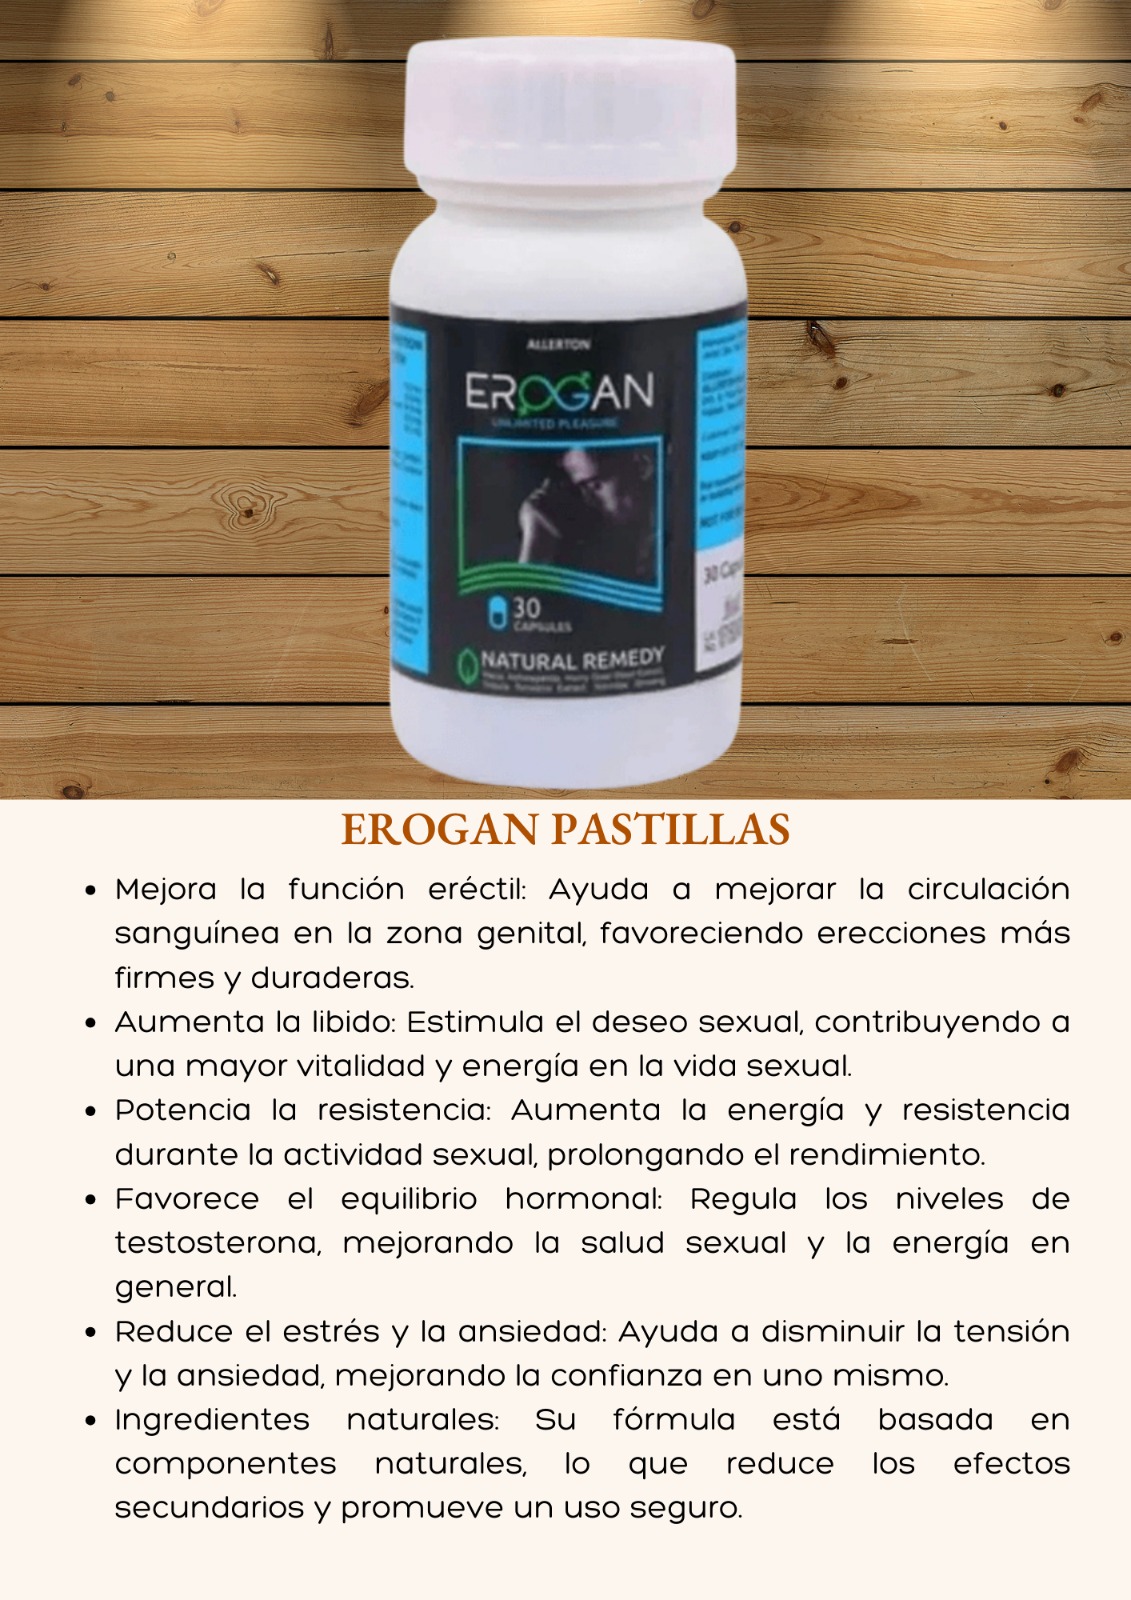 ALLERTON
EROGAN
UNLIMITED PLEASURE
30
CAPSULES
NATURAL REMEDY
30
EROGAN PASTILLAS
• Mejora la función eréctil: Ayuda a mejorar la circulación
sanguínea en la zona genital, favoreciendo erecciones más
firmes y duraderas.
• Aumenta la libido: Estimula el deseo sexual, contribuyendo a
una mayor vitalidad y energía en la vida sexual.
• Potencia la resistencia: Aumenta la energía y resistencia
durante la actividad sexual, prolongando el rendimiento.
• Favorece el equilibrio hormonal: Regula los niveles de
testosterona, mejorando la salud sexual y la energía en
general.
• Reduce el estrés y la ansiedad: Ayuda a disminuir la tensión
y la ansiedad, mejorando la confianza en uno mismo.
• Ingredientes naturales: Su fórmula está basada en
componentes naturales, lo que reduce los efectos
secundarios y promueve un uso seguro.